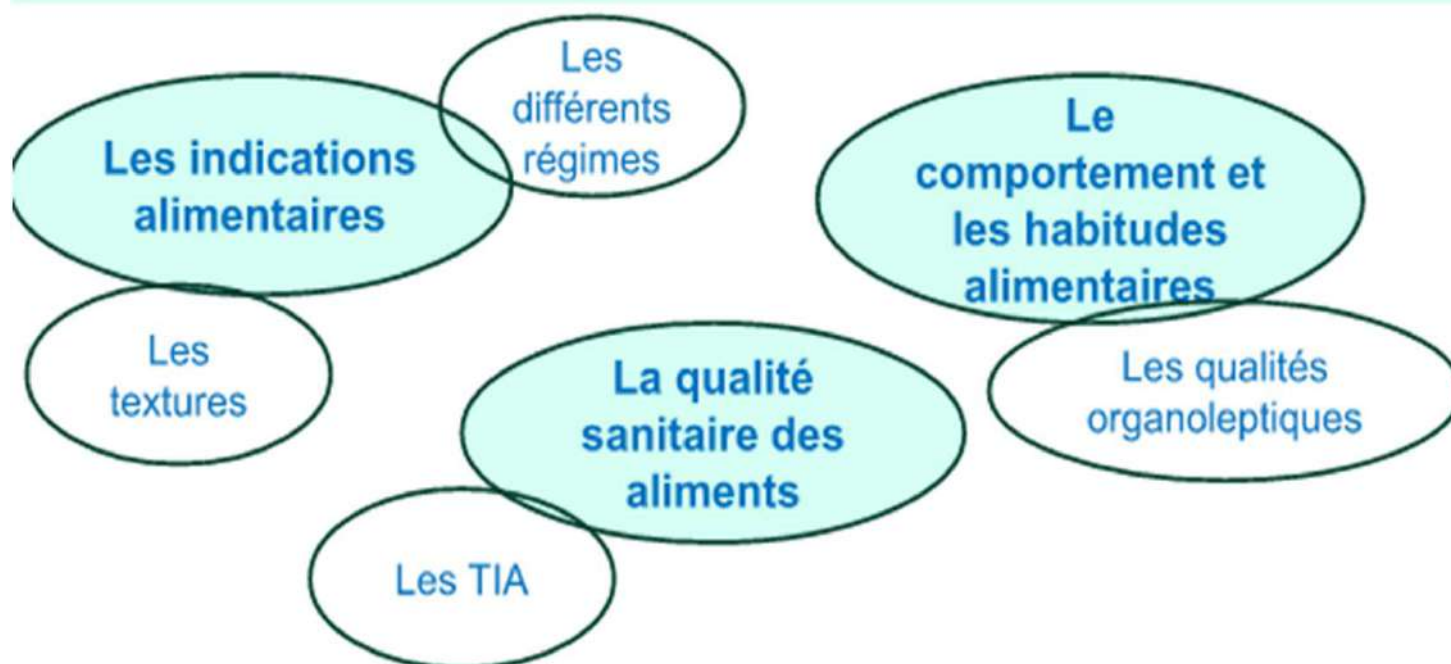 Les
différents
régimes
Les indications
alimentaires
Le
comportement et
les habitudes
alimentaires
Les
textures
La qualité
sanitaire des
aliments
Les qualités
organoleptiques
Les TIA